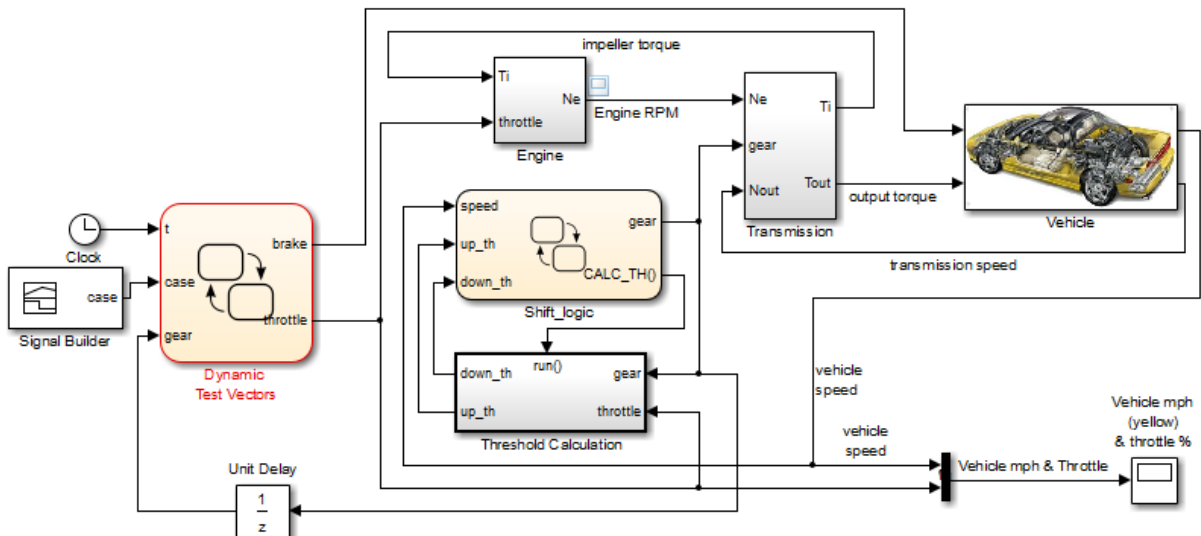 impeller torque
Ti
Ne
throttle
Engine RPM
Engine
Ne
Ti
gear
Nout
Tout
Transmission
output torque
Vehicle
transmission speed
Clock
t
brake
case
case
throttle
gear
Signal Builder
Dynamic
Test Vectors
speed
gear
up_th
CALC_TH()
down_th
Shift_logic
run()
down_th
gear
up_th
throttle
Threshold Calculation
vehicle
speed
vehicle
speed
Vehicle mph
(yellow)
& throttle %
Vehicle mph & Throttle
Unit Delay
1
z